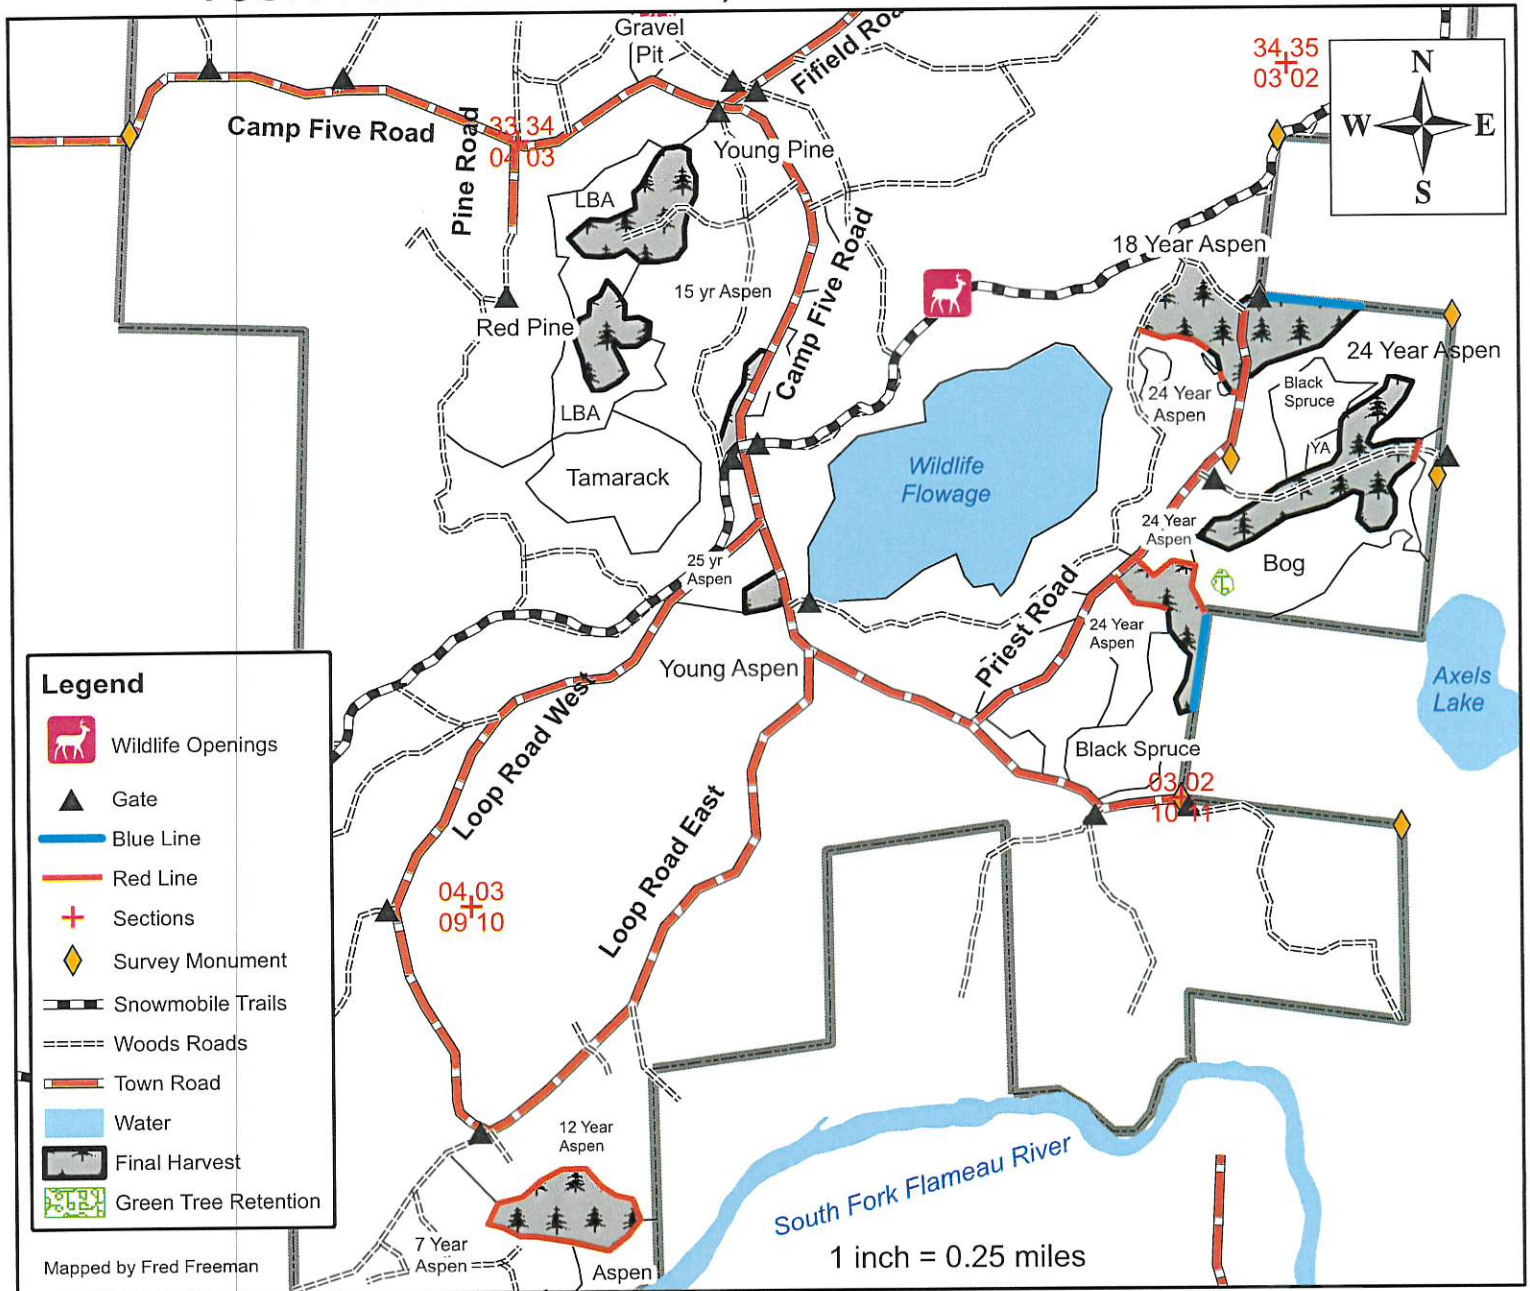 Gravel
Pit
Fifield
34 35
03 02
N
W E
S
Camp Five Road
Pine Road
33 34
04 03
Young Pine
LBA
18 Year Aspen
15 yr Aspen
Camp Five Road
Red Pine
24 Year Aspen
Black
Spruce
24 Year
Aspen
LBA
YA
Tamarack
Wildlife
Flowage
24 Year
Aspen
25 yr
Aspen
Bog
Priest Road
24 Year
Aspen
Young Aspen
Axels
Lake
Loop Road West
Black Spruce
03 02
10 11
Loop Road East
04 03
09 10
Legend
Wildlife Openings
Gate
Blue Line
Red Line
Sections
Survey Monument
Snowmobile Trails
Woods Roads
Town Road
Water
Final Harvest
Green Tree Retention
12 Year
Aspen
South Fork Flameau River
7 Year
Aspen
Aspen
1 inch = 0.25 miles
Mapped by Fred Freeman